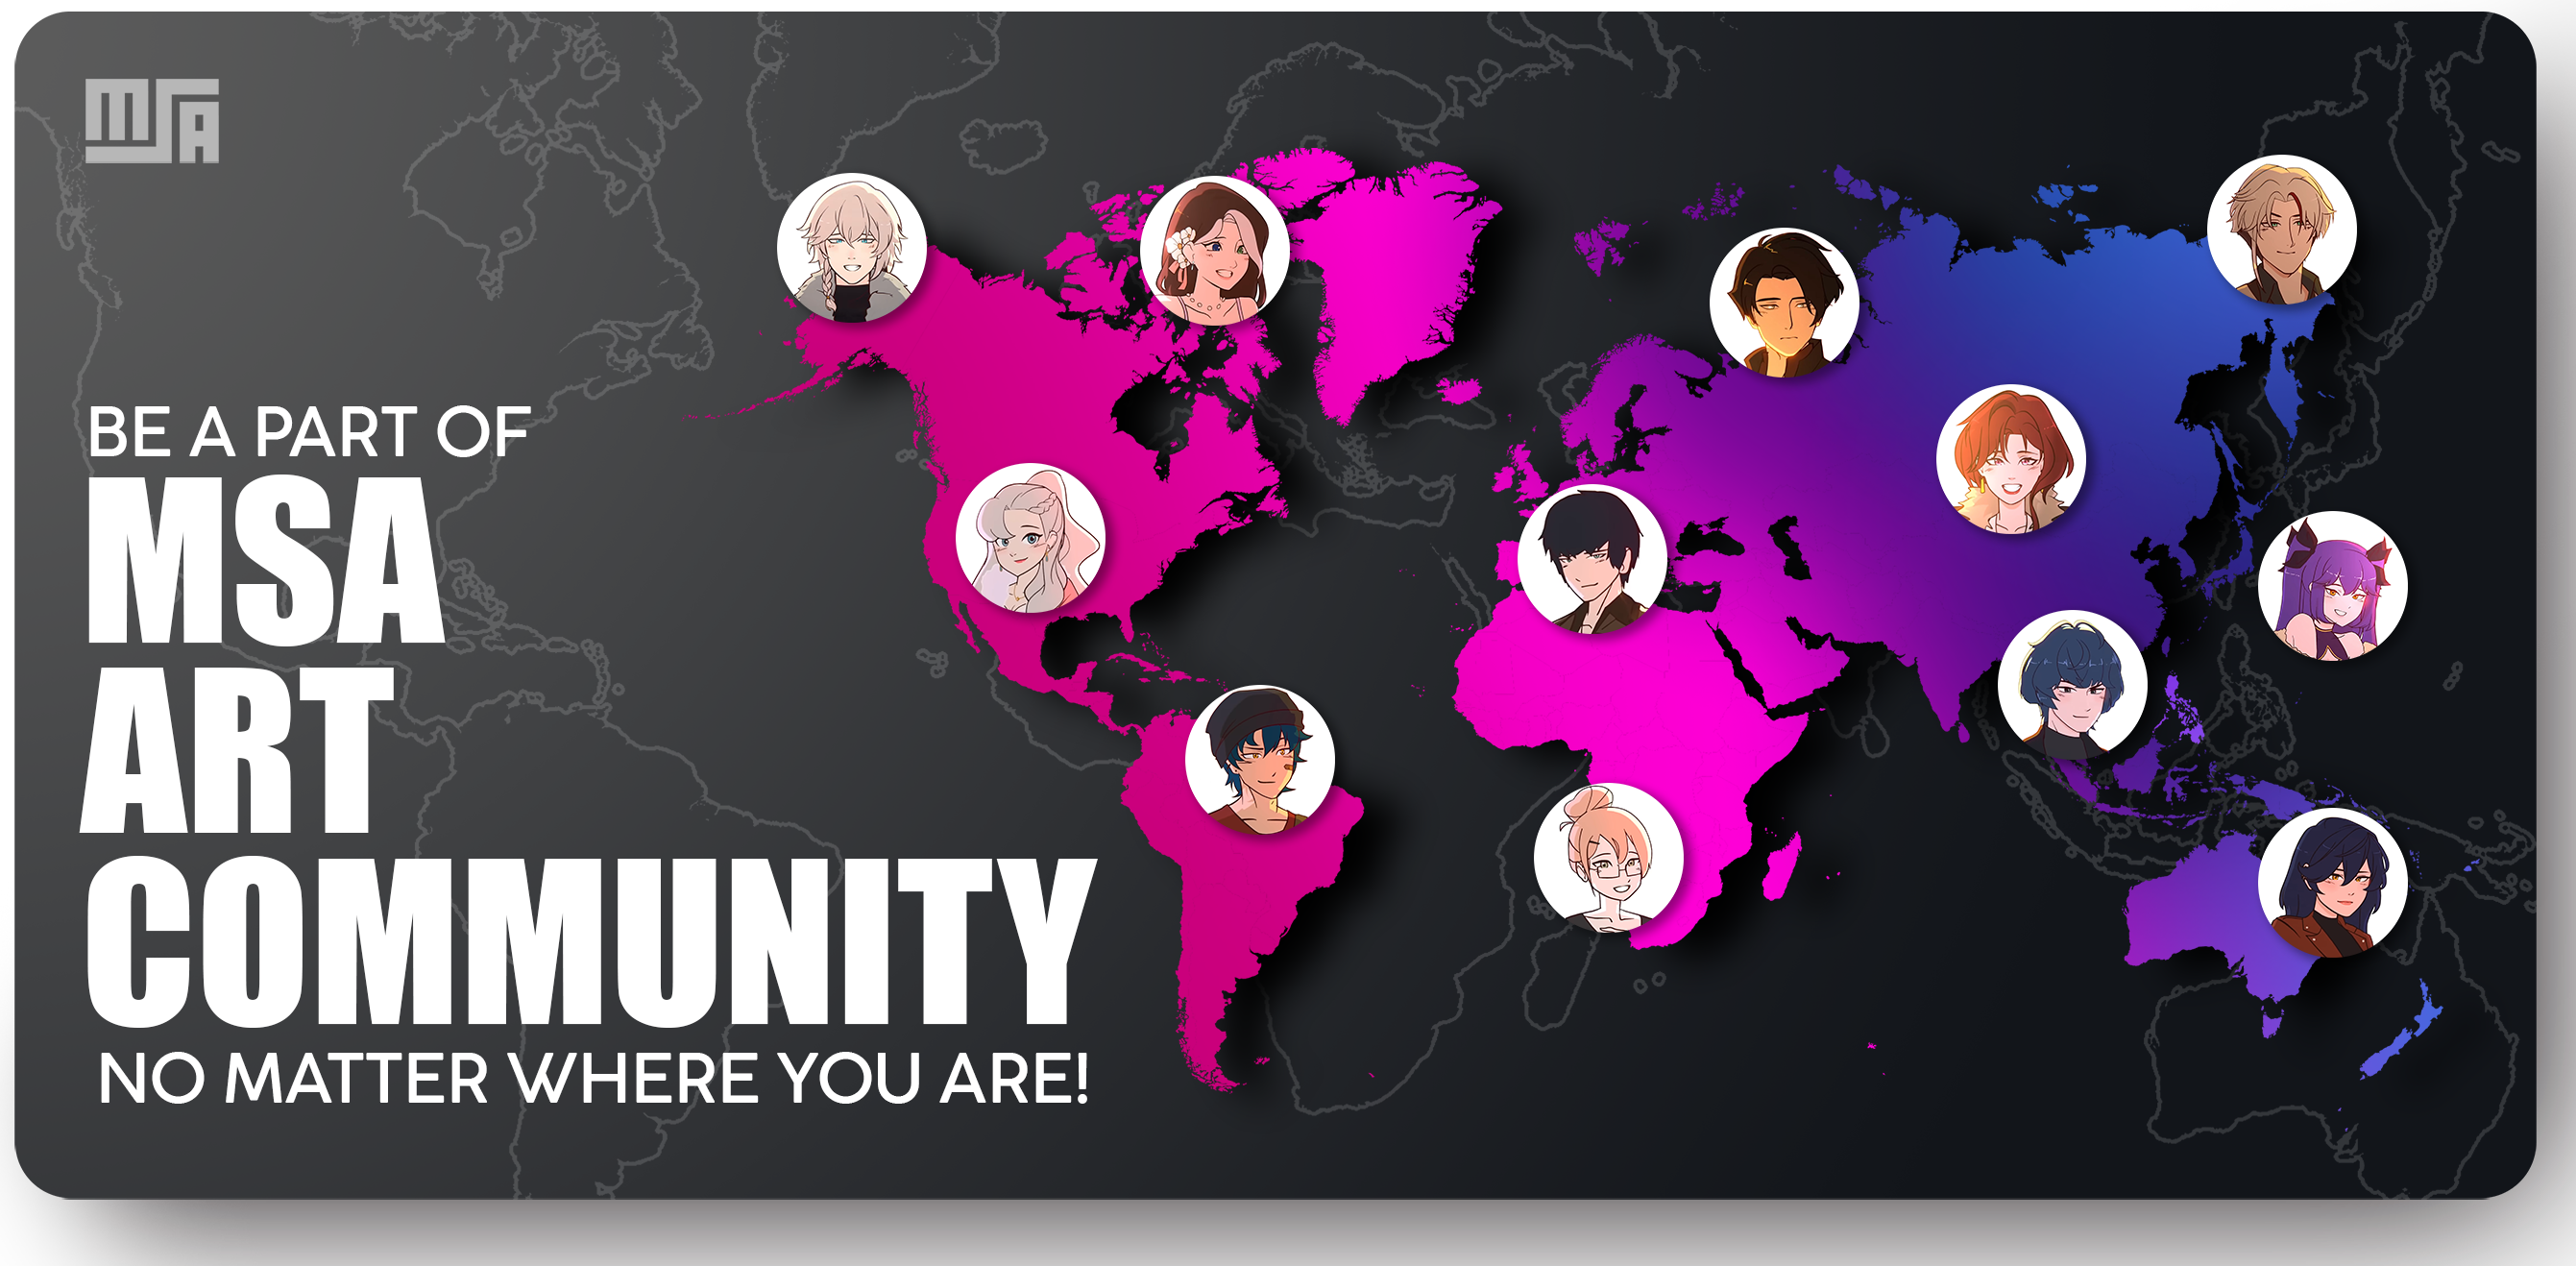 MSA
BE A PART OF
MSA
ART
COMMUNITY
NO MATTER WHERE YOU ARE!